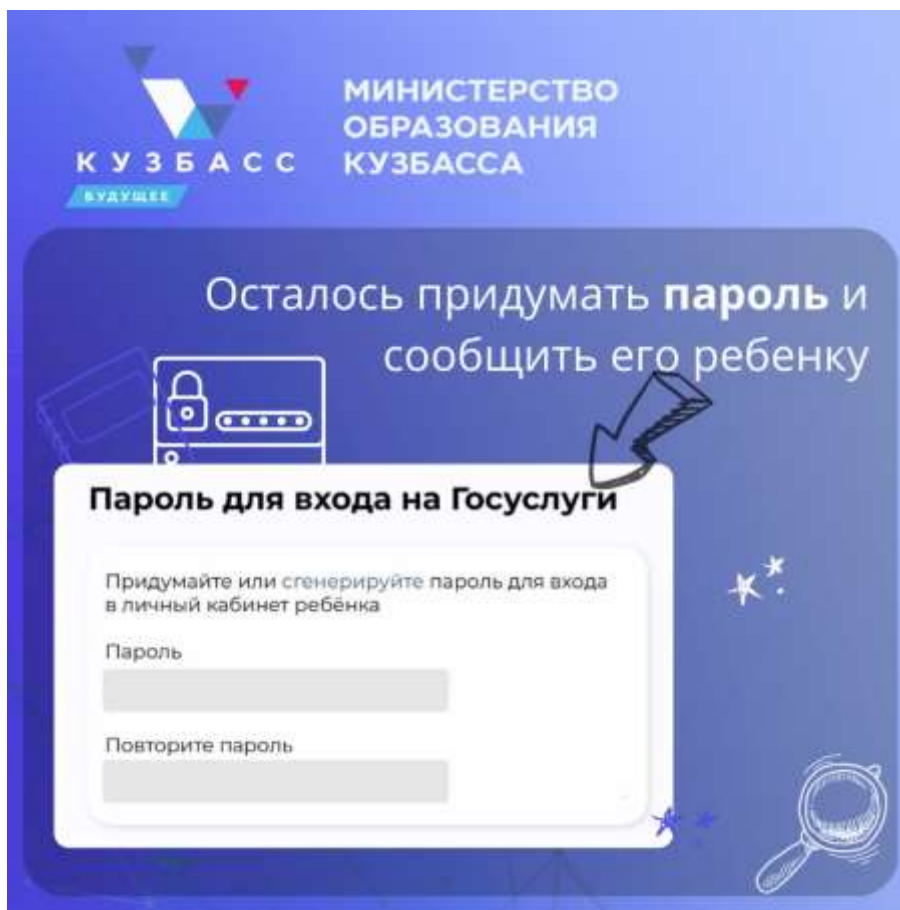 МИНИСТЕРСТВО
ОБРАЗОВАНИЯ
КУЗБАССА
КУЗБАСС
БУДУЩЕЕ
Осталось придумать пароль и
сообщить его ребенку
Пароль для входа на Госуслуги
Придумайте или сгенерируйте пароль для входа
в личный кабинет ребёнка
Пароль
Повторите пароль